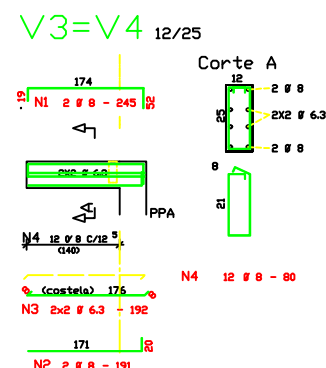 V3=V4 12/25
Corte A
174
12
19
N1 2 Ø 8 - 245
52
2 Ø 8
25
2X2 Ø 6.3
2 Ø 8
2X2 Ø 6.3
8
21
PPA
N4 12 Ø 8 C/12 5
(140)
N4 12 Ø 8 - 80
8
(costela) 176
8
N3 2x2 Ø 6.3 - 192
171
20
N2 2 Ø 8 - 191